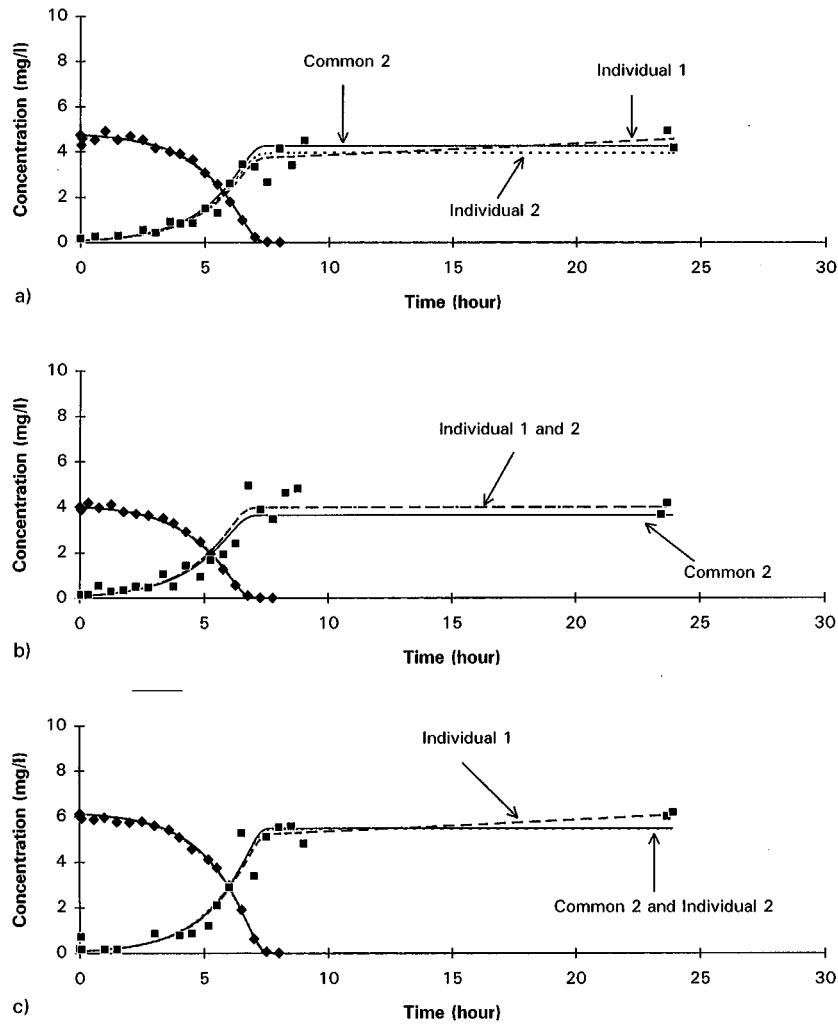 Concentration (mg/l)
10
8
6
4
2
0
Common 2
Individual 1
Individual 2
0 5 10 15 20 25 30
Time (hour)
a)
Concentration (mg/l)
10
8
6
4
2
0
Individual 1 and 2
Common 2
0 5 10 15 20 25 30
Time (hour)
b)
Concentration (mg/l)
10
8
6
4
2
0
Individual 1
Common 2 and Individual 2
0 5 10 15 20 25 30
Time (hour)
c)